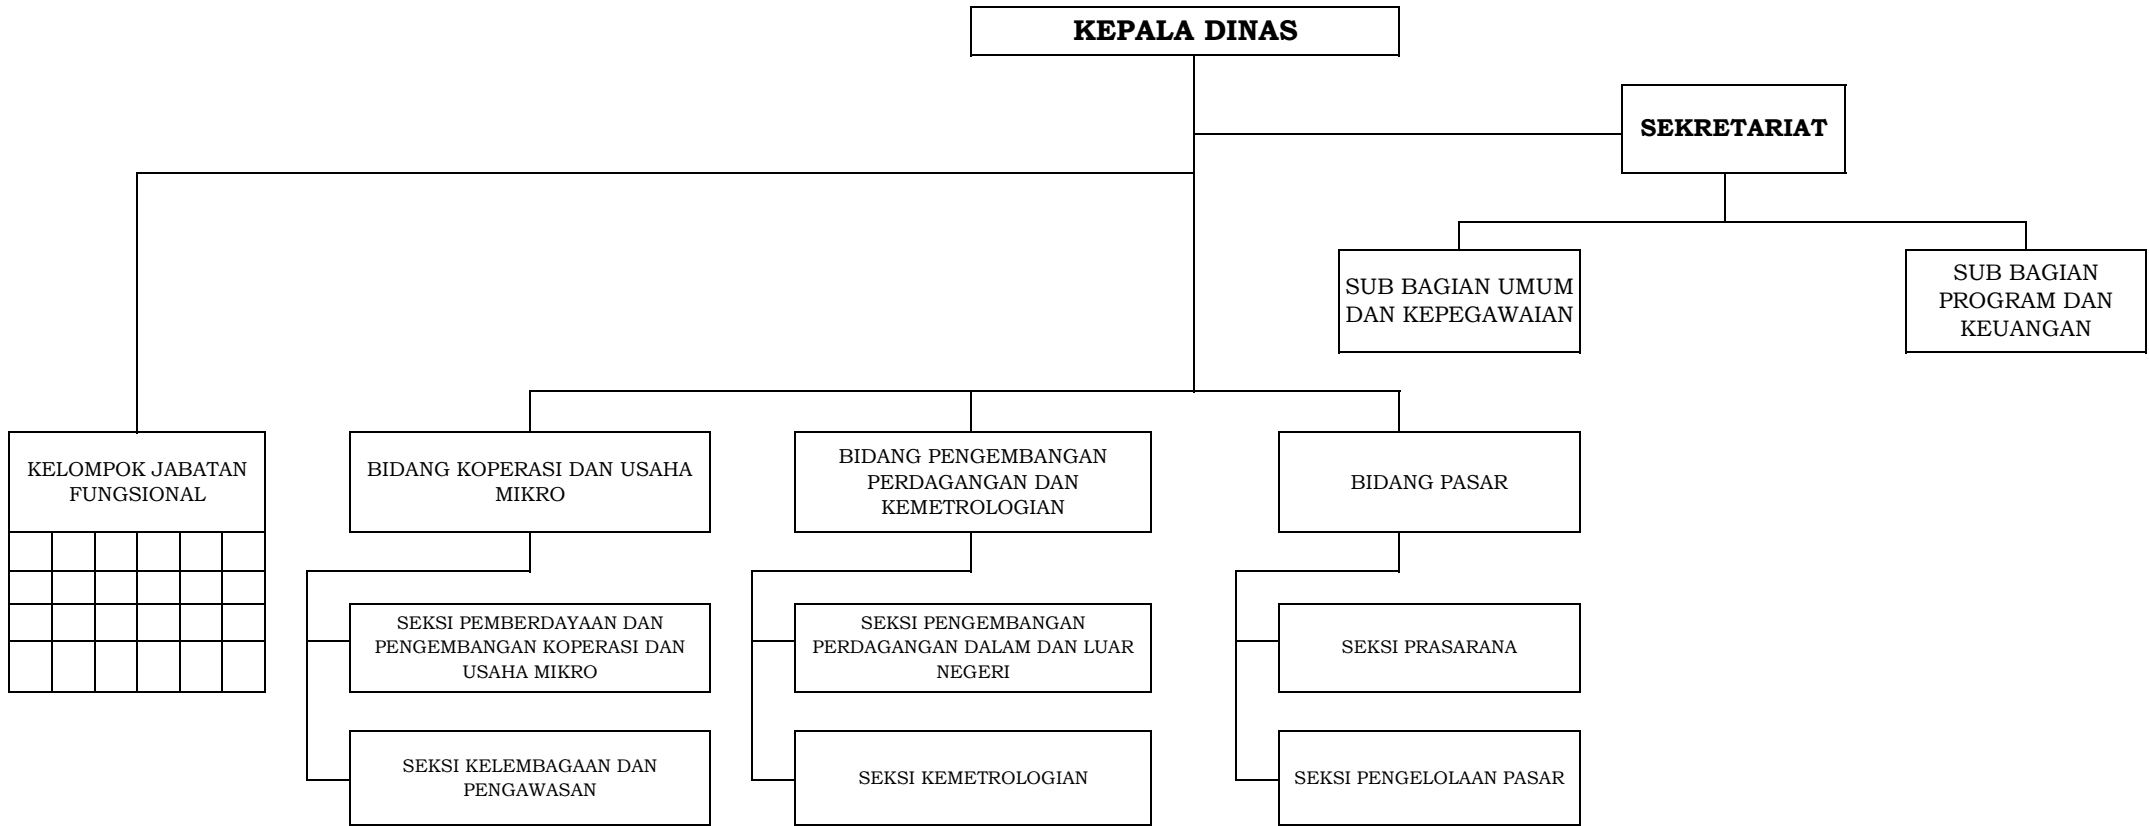 KEPALA DINAS
SEKRETARIAT
SUB BAGIAN UMUM
DAN KEPEGAWAIAN
SUB BAGIAN
PROGRAM DAN
KEUANGAN
KELOMPOK JABATAN
FUNGSIONAL
BIDANG KOPERASI DAN USAHA
MIKRO
BIDANG PENGEMBANGAN
PERDAGANGAN DAN
KEMETROLOGIAN
BIDANG PASAR
SEKSI PEMBERDAYAAN DAN
PENGEMBANGAN KOPERASI DAN
USAHA MIKRO
SEKSI PENGEMBANGAN
PERDAGANGAN DALAM DAN LUAR
NEGERI
SEKSI PRASARANA
SEKSI KELEMBAGAAN DAN
PENGAWASAN
SEKSI KEMETROLOGIAN
SEKSI PENGELOLAAN PASAR